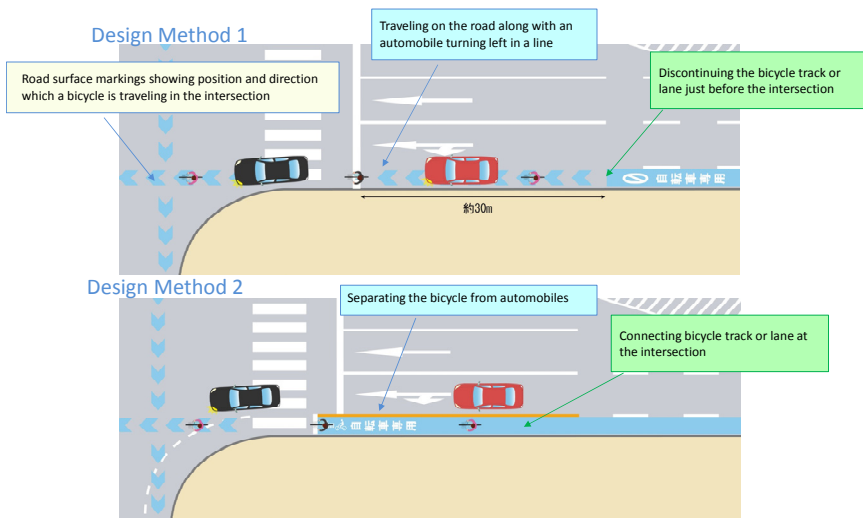 Design Method 1
Traveling on the road along with an
automobile turning left in a line
Road surface markings showing position and direction
which a bicycle is traveling in the intersection
Discontinuing the bicycle track or
lane just before the intersection
自転車専用
約30m
Design Method 2
Separating the bicycle from automobiles
Connecting bicycle track or lane at
the intersection
自転車専用